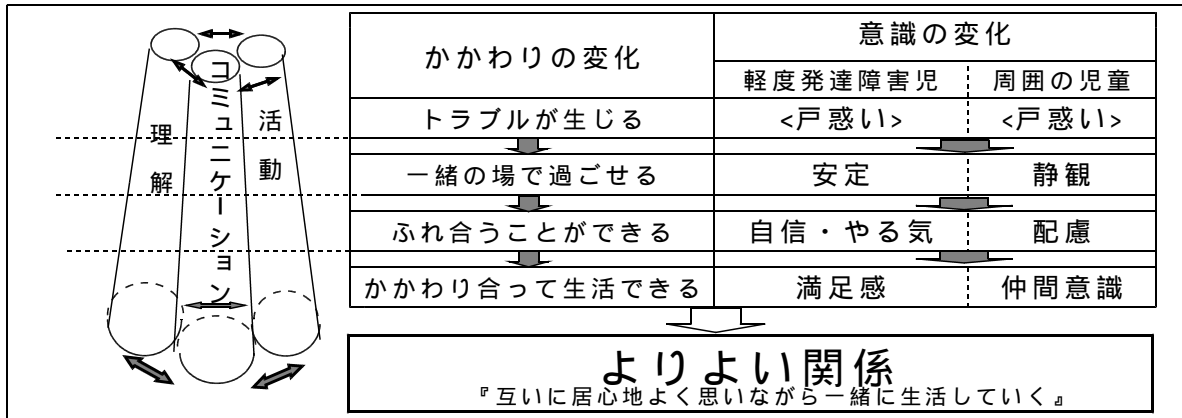 理解
コミュニケーション
活動
かかわりの変化
意識の変化
軽度発達障害児
周囲の児童
トラブルが生じる
<戸惑い>
<戸惑い>
一緒の場で過ごせる
安定
静観
ふれ合うことができる
自信・やる気
配慮
かかわり合って生活できる
満足感
仲間意識
よりよい関係
『互いに居心地よく思いながら一緒に生活していく』